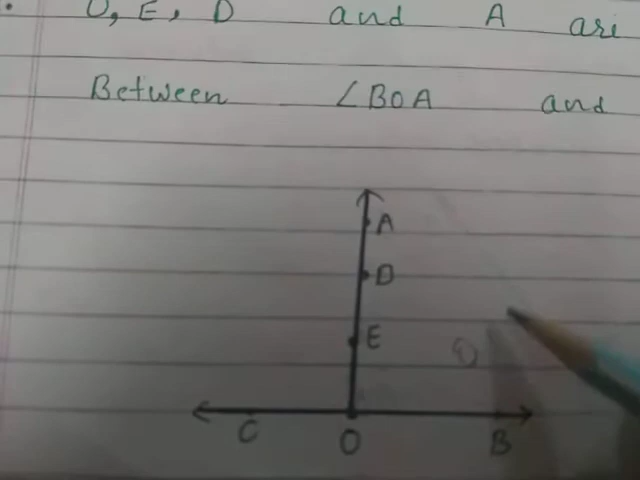 O, E, D and A are
Between ∠BOA and
A
D
E
C O B